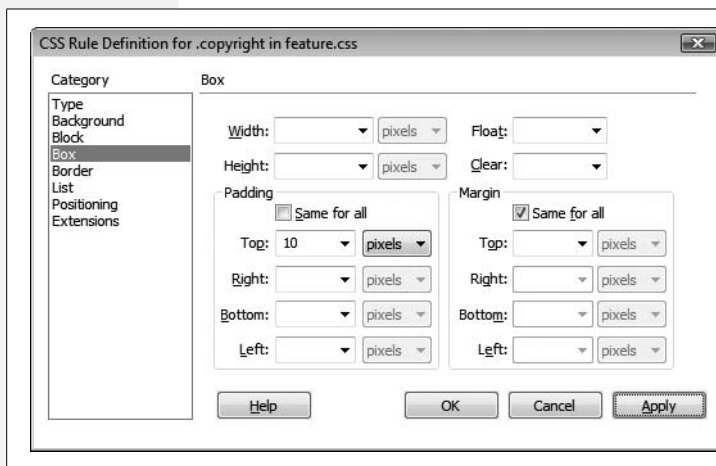 CSS Rule Definition for .copyright in feature.css
Category
Type
Background
Block
Box
Border
List
Positioning
Extensions
Box
Width: pixels Float:
Height: pixels Clear:
Padding
Same for all
Top: 10 pixels
Right: pixels
Bottom: pixels
Left: pixels
Margin
Same for all
Top: pixels
Right: pixels
Bottom: pixels
Left: pixels
Help OK Cancel Apply